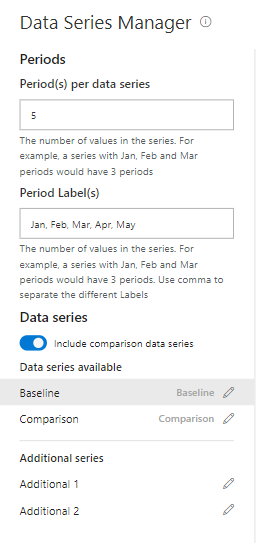 Data Series Manager
Periods
Period(s) per data series
5
The number of values in the series. For
example, a series with Jan, Feb and Mar
periods would have 3 periods
Period Label(s)
Jan, Feb, Mar, Apr, May
The number of values in the series. For
example, a series with Jan, Feb and Mar
periods would have 3 periods. Use comma to
separate the different Labels
Data series
Include comparison data series
Data series available
Baseline Baseline
Comparison Comparison
Additional series
Additional 1
Additional 2